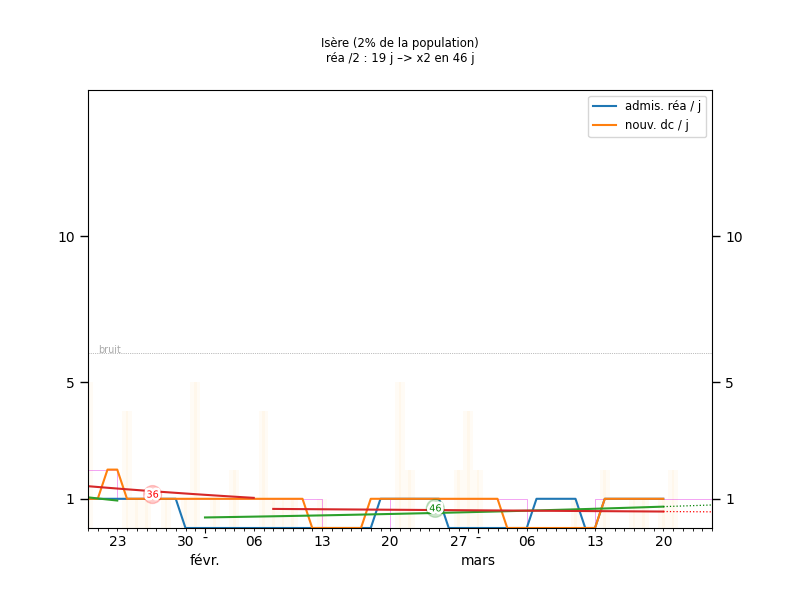 Isère (2% de la population)
réa /2 : 19 j –> x2 en 46 j
admis. réa / j
nouv. dc / j
10 10
bruit
5 5
36
46
1 1
23 30 - 06 13 20 27 - 06 13 20
févr. mars